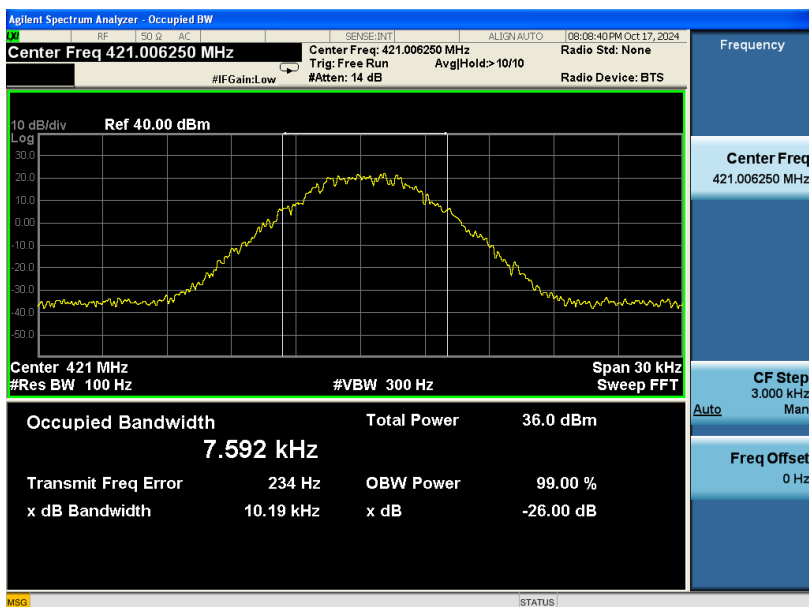 Agilent Spectrum Analyzer - Occupied BW
LXI RF 50 Ω AC SENSE:INT ALIGN AUTO 08:08:40 PM Oct 17, 2024
Center Freq 421.006250 MHz
Center Freq: 421.006250 MHz Radio Std: None
Trig: Free Run Avg|Hold:>10/10
#IFGain:Low #Atten: 14 dB Radio Device: BTS
10 dB/div Ref 40.00 dBm
Log
30.0
20.0
10.0
0.00
-10.0
-20.0
-30.0
-40.0
-50.0
Center 421 MHz Span 30 kHz
#Res BW 100 Hz #VBW 300 Hz Sweep FFT
Occupied Bandwidth Total Power 36.0 dBm
7.592 kHz
Transmit Freq Error 234 Hz OBW Power 99.00 %
x dB Bandwidth 10.19 kHz x dB -26.00 dB
MSG STATUS
Frequency
Center Freq
421.006250 MHz
CF Step
3.000 kHz
Auto Man
Freq Offset
0 Hz